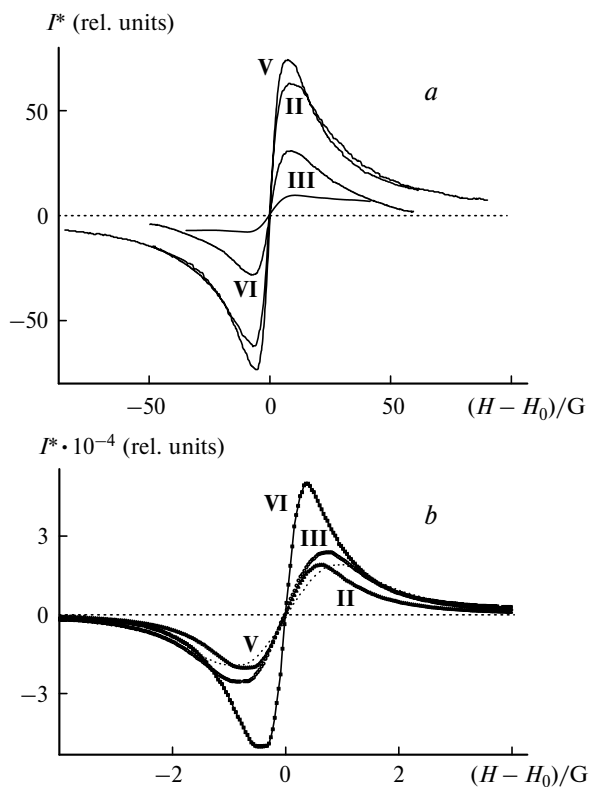 I* (rel. units)
V
a
50
II
III
0
VI
−50
−50 0 50 (H − H0)/G
I* · 10−4 (rel. units)
VI
b
3
III
II
0
V
−3
−2 0 2 (H − H0)/G